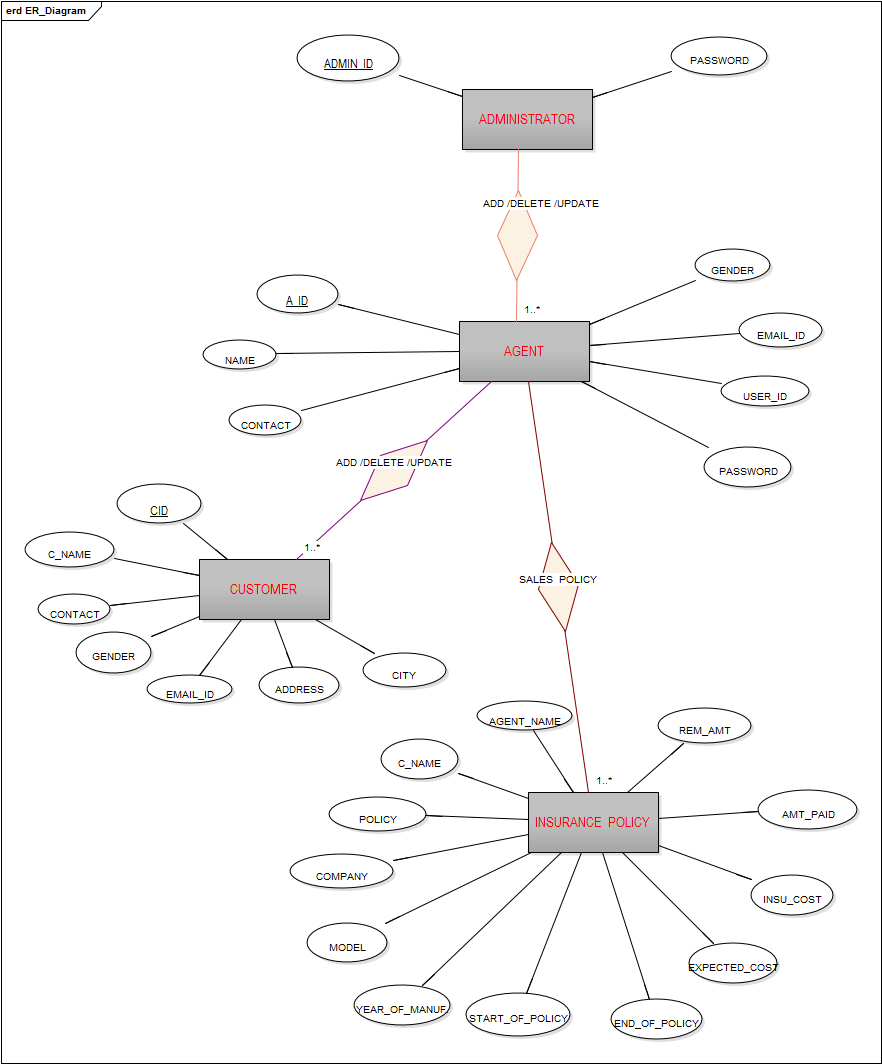 erd ER_Diagram
ADMIN_ID
PASSWORD
ADMINISTRATOR
ADD /DELETE /UPDATE
1..*
GENDER
A_ID
EMAIL_ID
AGENT
NAME
USER_ID
CONTACT
PASSWORD
ADD /DELETE /UPDATE
1..*
CID
C_NAME
CUSTOMER
CONTACT
GENDER
EMAIL_ID
ADDRESS
CITY
SALES POLICY
1..*
AGENT_NAME
REM_AMT
C_NAME
POLICY
INSURANCE POLICY
AMT_PAID
COMPANY
INSU_COST
MODEL
EXPECTED_COST
YEAR_OF_MANUF
START_OF_POLICY
END_OF_POLICY